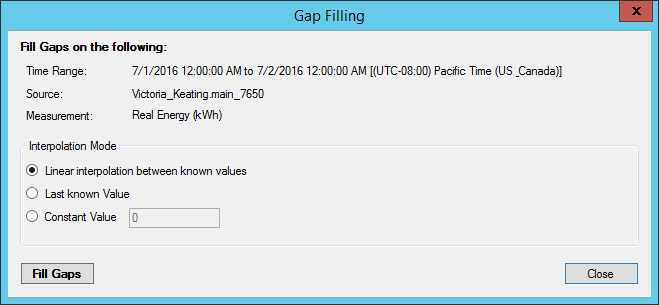 Gap Filling
x
Fill Gaps on the following:
Time Range: 7/1/2016 12:00:00 AM to 7/2/2016 12:00:00 AM [(UTC-08:00) Pacific Time (US _Canada)]
Source: Victoria_Keating.main_7650
Measurement: Real Energy (kWh)
Interpolation Mode
Linear interpolation between known values
Last known Value
Constant Value 0
Fill Gaps Close